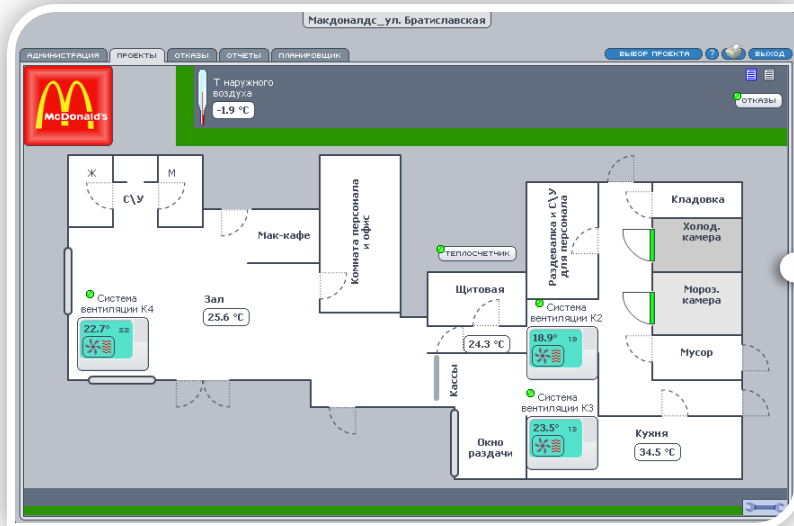 Макдоналдс_ул. Братиславская
АДМИНИСТРАЦИЯ
ПРОЕКТЫ
ОТКАЗЫ
ОТЧЕТЫ
ПЛАНИРОВЩИК
ВЫБОР ПРОЕКТА
?
ВЫХОД
McDonald's
Т наружного
воздуха
-1.9 °C
ОТКАЗЫ
Ж
М
С\У
Мак-кафе
Комната персонала
и офис
ТЕПЛОСЧЕТЧИК
Раздевалка и С\У
для персонала
Кладовка
Холод.
камера
Мороз.
камера
Щитовая
Система
вентиляции К4
22.7° 22
Зал
25.6 °C
Система
вентиляции К2
18.9° 19
24.3 °C
Мусор
Кассы
Система
вентиляции К3
23.5° 19
Окно
раздачи
Кухня
34.5 °C